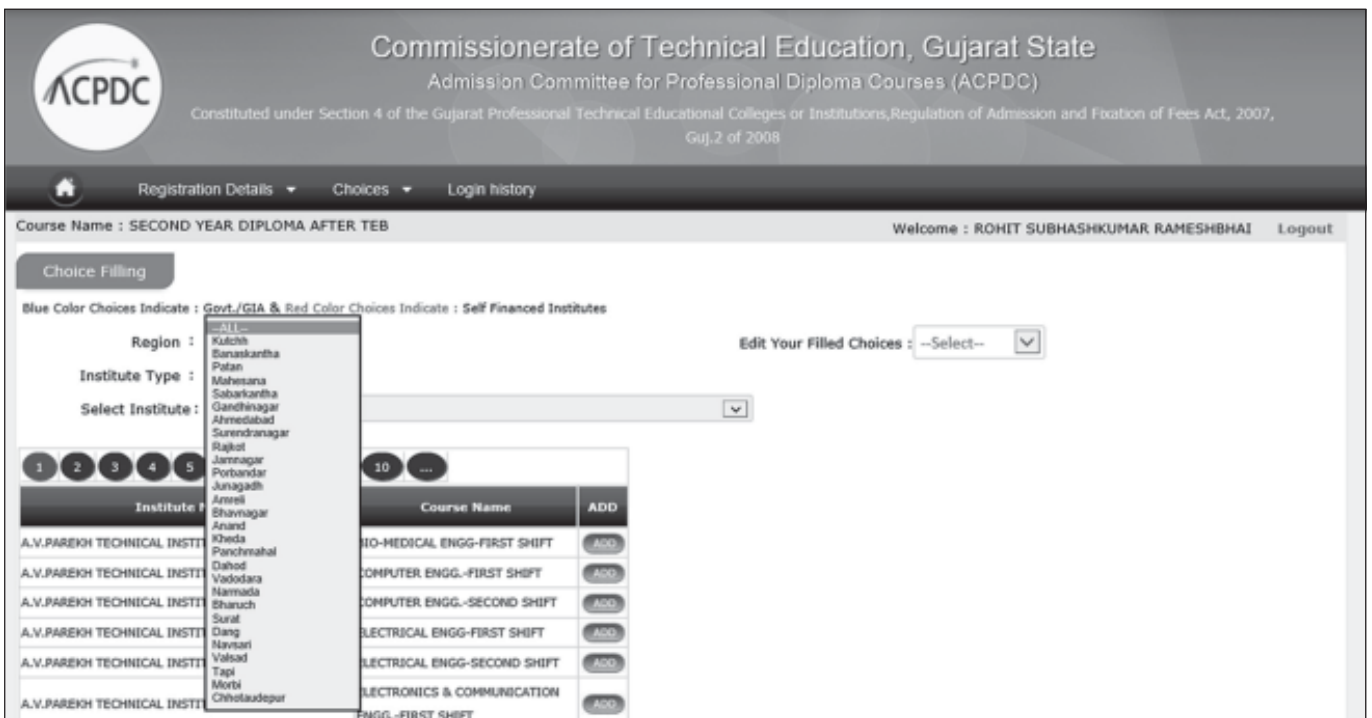 ACPDC
Commissionerate of Technical Education, Gujarat State
Admission Committee for Professional Diploma Courses (ACPDC)
Constituted under Section 4 of the Gujarat Professional Technical Educational Colleges or Institutions,Regulation of Admission and Fixation of Fees Act, 2007,
Guj.2 of 2008
Registration Details Choices Login history
Course Name : SECOND YEAR DIPLOMA AFTER TEB Welcome : ROHIT SUBHASHKUMAR RAMESHBHAI Logout
Choice Filling
Blue Color Choices Indicate : Govt./GIA & Red Color Choices Indicate : Self Financed Institutes
Region : Edit Your Filled Choices : --Select--
Institute Type :
Select Institute :
--ALL--
Kutchh
Banaskantha
Patan
Mahesana
Sabarkantha
Gandhinagar
Ahmedabad
Surendranagar
Rajkot
Jamnagar
Porbandar
Junagadh
Amreli
Bhavnagar
Anand
Kheda
Panchmahal
Dahod
Vadodara
Narmada
Bharuch
Surat
Dang
Navsari
Valsad
Tapi
Morbi
Chhotaudepur
1 2 3 4 5 10 ...
Institute Course Name ADD
A.V.PAREKH TECHNICAL IO-MEDICAL ENGG-FIRST SHIFT ADD
A.V.PAREKH TECHNICAL OMPUTER ENGG.-FIRST SHIFT ADD
A.V.PAREKH TECHNICAL OMPUTER ENGG.-SECOND SHIFT ADD
A.V.PAREKH TECHNICAL LECTRICAL ENGG-FIRST SHIFT ADD
A.V.PAREKH TECHNICAL LECTRICAL ENGG-SECOND SHIFT ADD
A.V.PAREKH TECHNICAL LECTRONICS & COMMUNICATION ADD
ENGG.-FIRST SHIFT